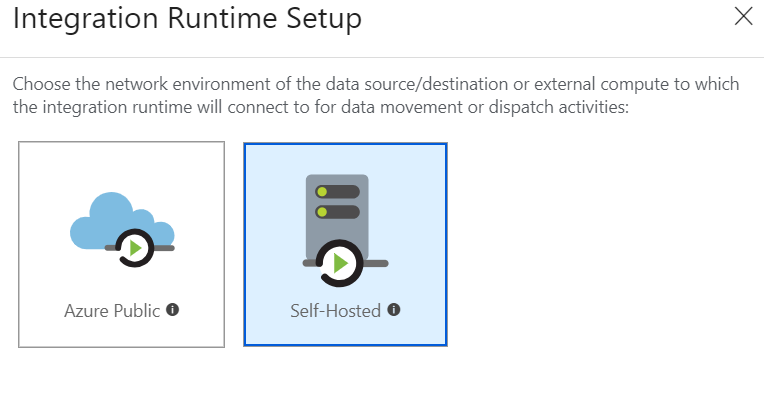 Integration Runtime Setup
Choose the network environment of the data source/destination or external compute to which
the integration runtime will connect to for data movement or dispatch activities:
Azure Public
Self-Hosted